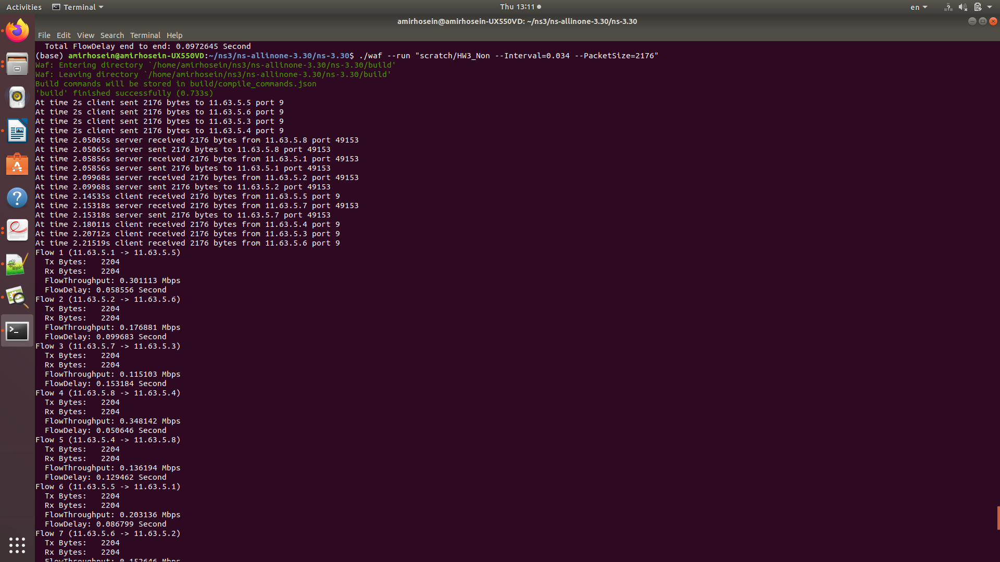 Activities
Terminal
Thu 13:11
en
amirhosein@amirhosein-UX550VD: ~/ns3/ns-allinone-3.30/ns-3.30
File Edit View Search Terminal Help
Total FlowDelay end to end: 0.0972645 Second
(base) amirhosein@amirhosein-UX550VD:~/ns3/ns-allinone-3.30/ns-3.30$ ./waf --run "scratch/HW3_Non --Interval=0.034 --PacketSize=2176"
Waf: Entering directory `/home/amirhosein/ns3/ns-allinone-3.30/ns-3.30/build'
Waf: Leaving directory `/home/amirhosein/ns3/ns-allinone-3.30/ns-3.30/build'
Build commands will be stored in build/compile_commands.json
'build' finished successfully (0.733s)
At time 2s client sent 2176 bytes to 11.63.5.5 port 9
At time 2s client sent 2176 bytes to 11.63.5.6 port 9
At time 2s client sent 2176 bytes to 11.63.5.3 port 9
At time 2s client sent 2176 bytes to 11.63.5.4 port 9
At time 2.05065s server received 2176 bytes from 11.63.5.8 port 49153
At time 2.05065s server sent 2176 bytes to 11.63.5.8 port 49153
At time 2.05856s server received 2176 bytes from 11.63.5.1 port 49153
At time 2.05856s server sent 2176 bytes to 11.63.5.1 port 49153
At time 2.09968s server received 2176 bytes from 11.63.5.2 port 49153
At time 2.09968s server sent 2176 bytes to 11.63.5.2 port 49153
At time 2.14535s client received 2176 bytes from 11.63.5.5 port 9
At time 2.15318s server received 2176 bytes from 11.63.5.7 port 49153
At time 2.15318s server sent 2176 bytes to 11.63.5.7 port 49153
At time 2.18011s client received 2176 bytes from 11.63.5.4 port 9
At time 2.20712s client received 2176 bytes from 11.63.5.3 port 9
At time 2.21519s client received 2176 bytes from 11.63.5.6 port 9
Flow 1 (11.63.5.1 -> 11.63.5.5)
Tx Bytes: 2204
Rx Bytes: 2204
FlowThroughput: 0.301113 Mbps
FlowDelay: 0.058556 Second
Flow 2 (11.63.5.2 -> 11.63.5.6)
Tx Bytes: 2204
Rx Bytes: 2204
FlowThroughput: 0.176881 Mbps
FlowDelay: 0.099683 Second
Flow 3 (11.63.5.7 -> 11.63.5.3)
Tx Bytes: 2204
Rx Bytes: 2204
FlowThroughput: 0.115103 Mbps
FlowDelay: 0.153184 Second
Flow 4 (11.63.5.8 -> 11.63.5.4)
Tx Bytes: 2204
Rx Bytes: 2204
FlowThroughput: 0.348142 Mbps
FlowDelay: 0.050646 Second
Flow 5 (11.63.5.4 -> 11.63.5.8)
Tx Bytes: 2204
Rx Bytes: 2204
FlowThroughput: 0.136194 Mbps
FlowDelay: 0.129462 Second
Flow 6 (11.63.5.5 -> 11.63.5.1)
Tx Bytes: 2204
Rx Bytes: 2204
FlowThroughput: 0.203136 Mbps
FlowDelay: 0.086799 Second
Flow 7 (11.63.5.6 -> 11.63.5.2)
Tx Bytes: 2204
Rx Bytes: 2204
FlowThroughput: 0.152646 Mbps